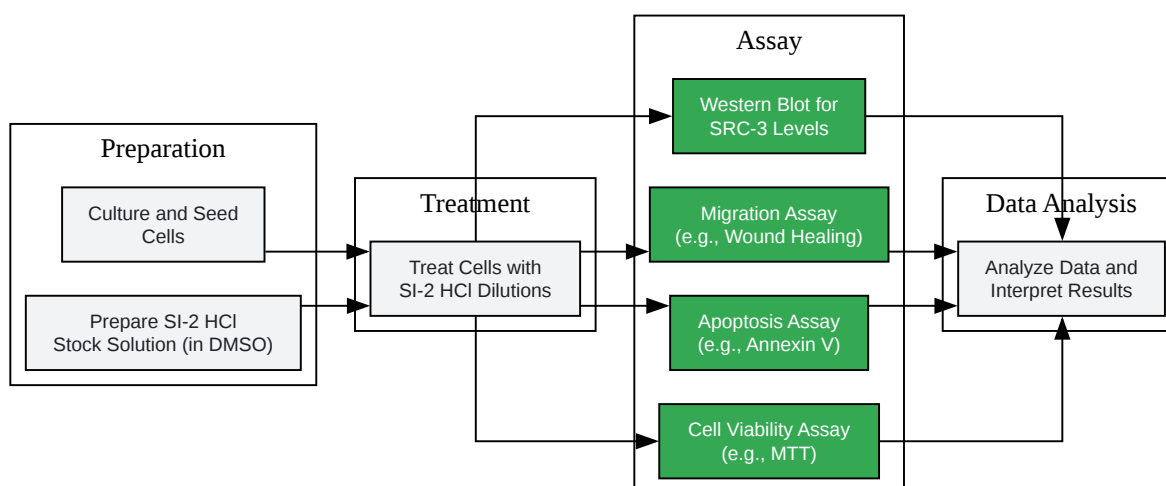 Preparation
Culture and Seed
Cells
Prepare SI-2 HCl
Stock Solution (in DMSO)
Treatment
Treat Cells with
SI-2 HCl Dilutions
Assay
Western Blot for
SRC-3 Levels
Migration Assay
(e.g., Wound Healing)
Apoptosis Assay
(e.g., Annexin V)
Cell Viability Assay
(e.g., MTT)
Data Analysis
Analyze Data and
Interpret Results